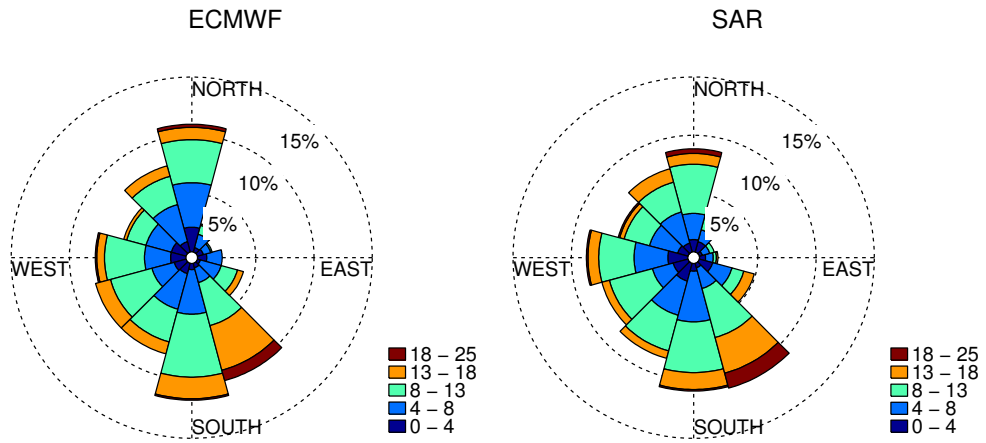 ECMWF
NORTH
15%
10%
5%
WEST
EAST
SOUTH
18 – 25
13 – 18
8 – 13
4 – 8
0 – 4
SAR
NORTH
15%
10%
5%
WEST
EAST
SOUTH
18 – 25
13 – 18
8 – 13
4 – 8
0 – 4